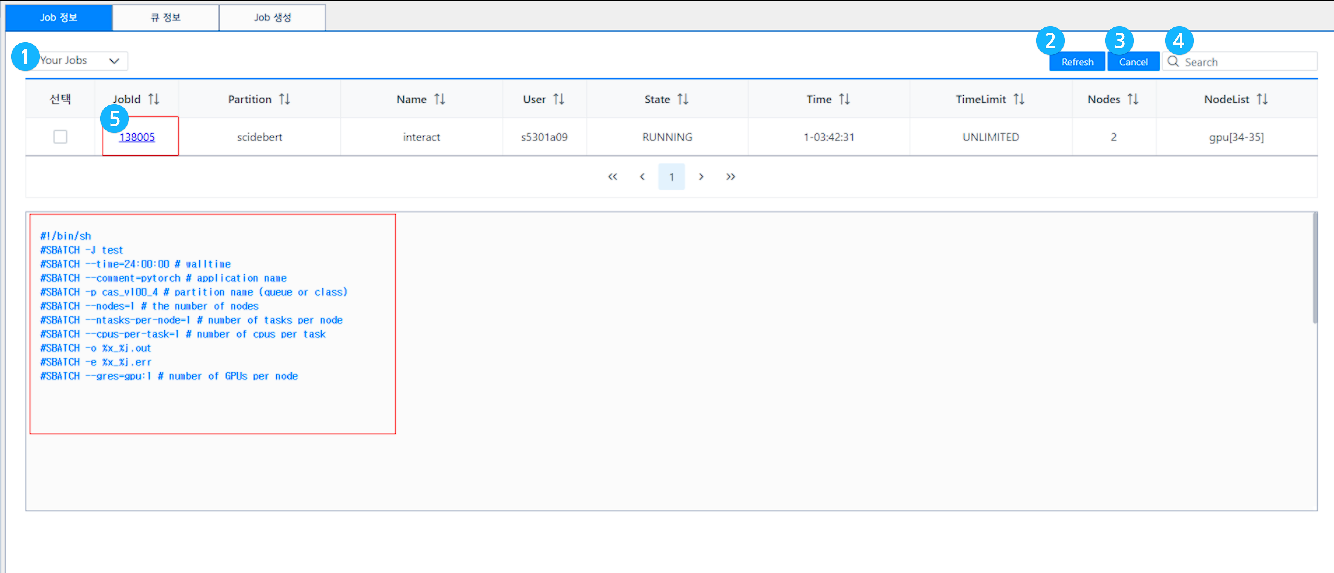 Job 정보 큐 정보 Job 생성
1 Your Jobs 2 Refresh 3 Cancel 4 Search
선택 JobId Partition Name User State Time TimeLimit Nodes NodeList
5
138005 scidebert interact s5301a09 RUNNING 1-03:42:31 UNLIMITED 2 gpu[34-35]
<< < 1 > >>
#!/bin/sh
#SBATCH -J test
#SBATCH --time=24:00:00 # walltime
#SBATCH --comment=pytorch # application name
#SBATCH -p cas_v100_4 # partition name (queue or class)
#SBATCH --nodes=1 # the number of nodes
#SBATCH --ntasks-per-node=1 # number of tasks per node
#SBATCH --cpus-per-task=1 # number of cpus per task
#SBATCH -o %x_%j.out
#SBATCH -e %x_%j.err
#SBATCH --gres=gpu:1 # number of GPUs per node